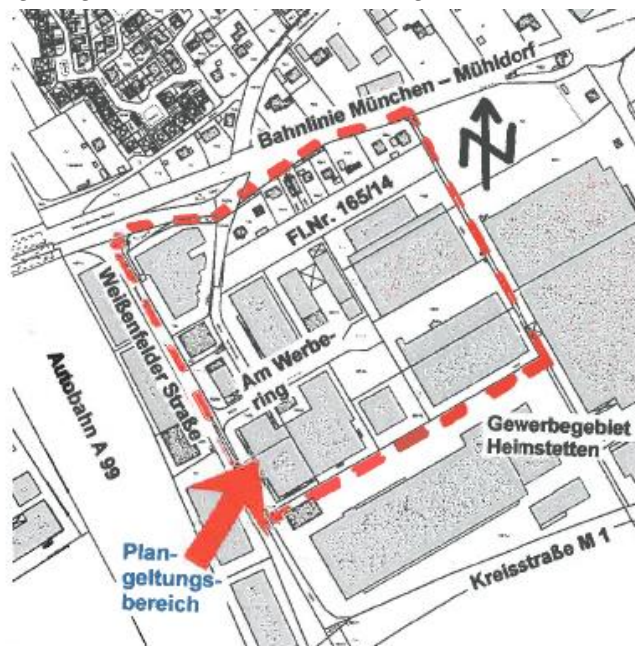 Bahnlinie München – Mühldorf
N
Fl.Nr. 165/14
Weißenfelder Straße
Am Werbe-
ring
Autobahn A 99
Gewerbegebiet
Heimstetten
Plan-
geltungs-
bereich
Kreisstraße M 1